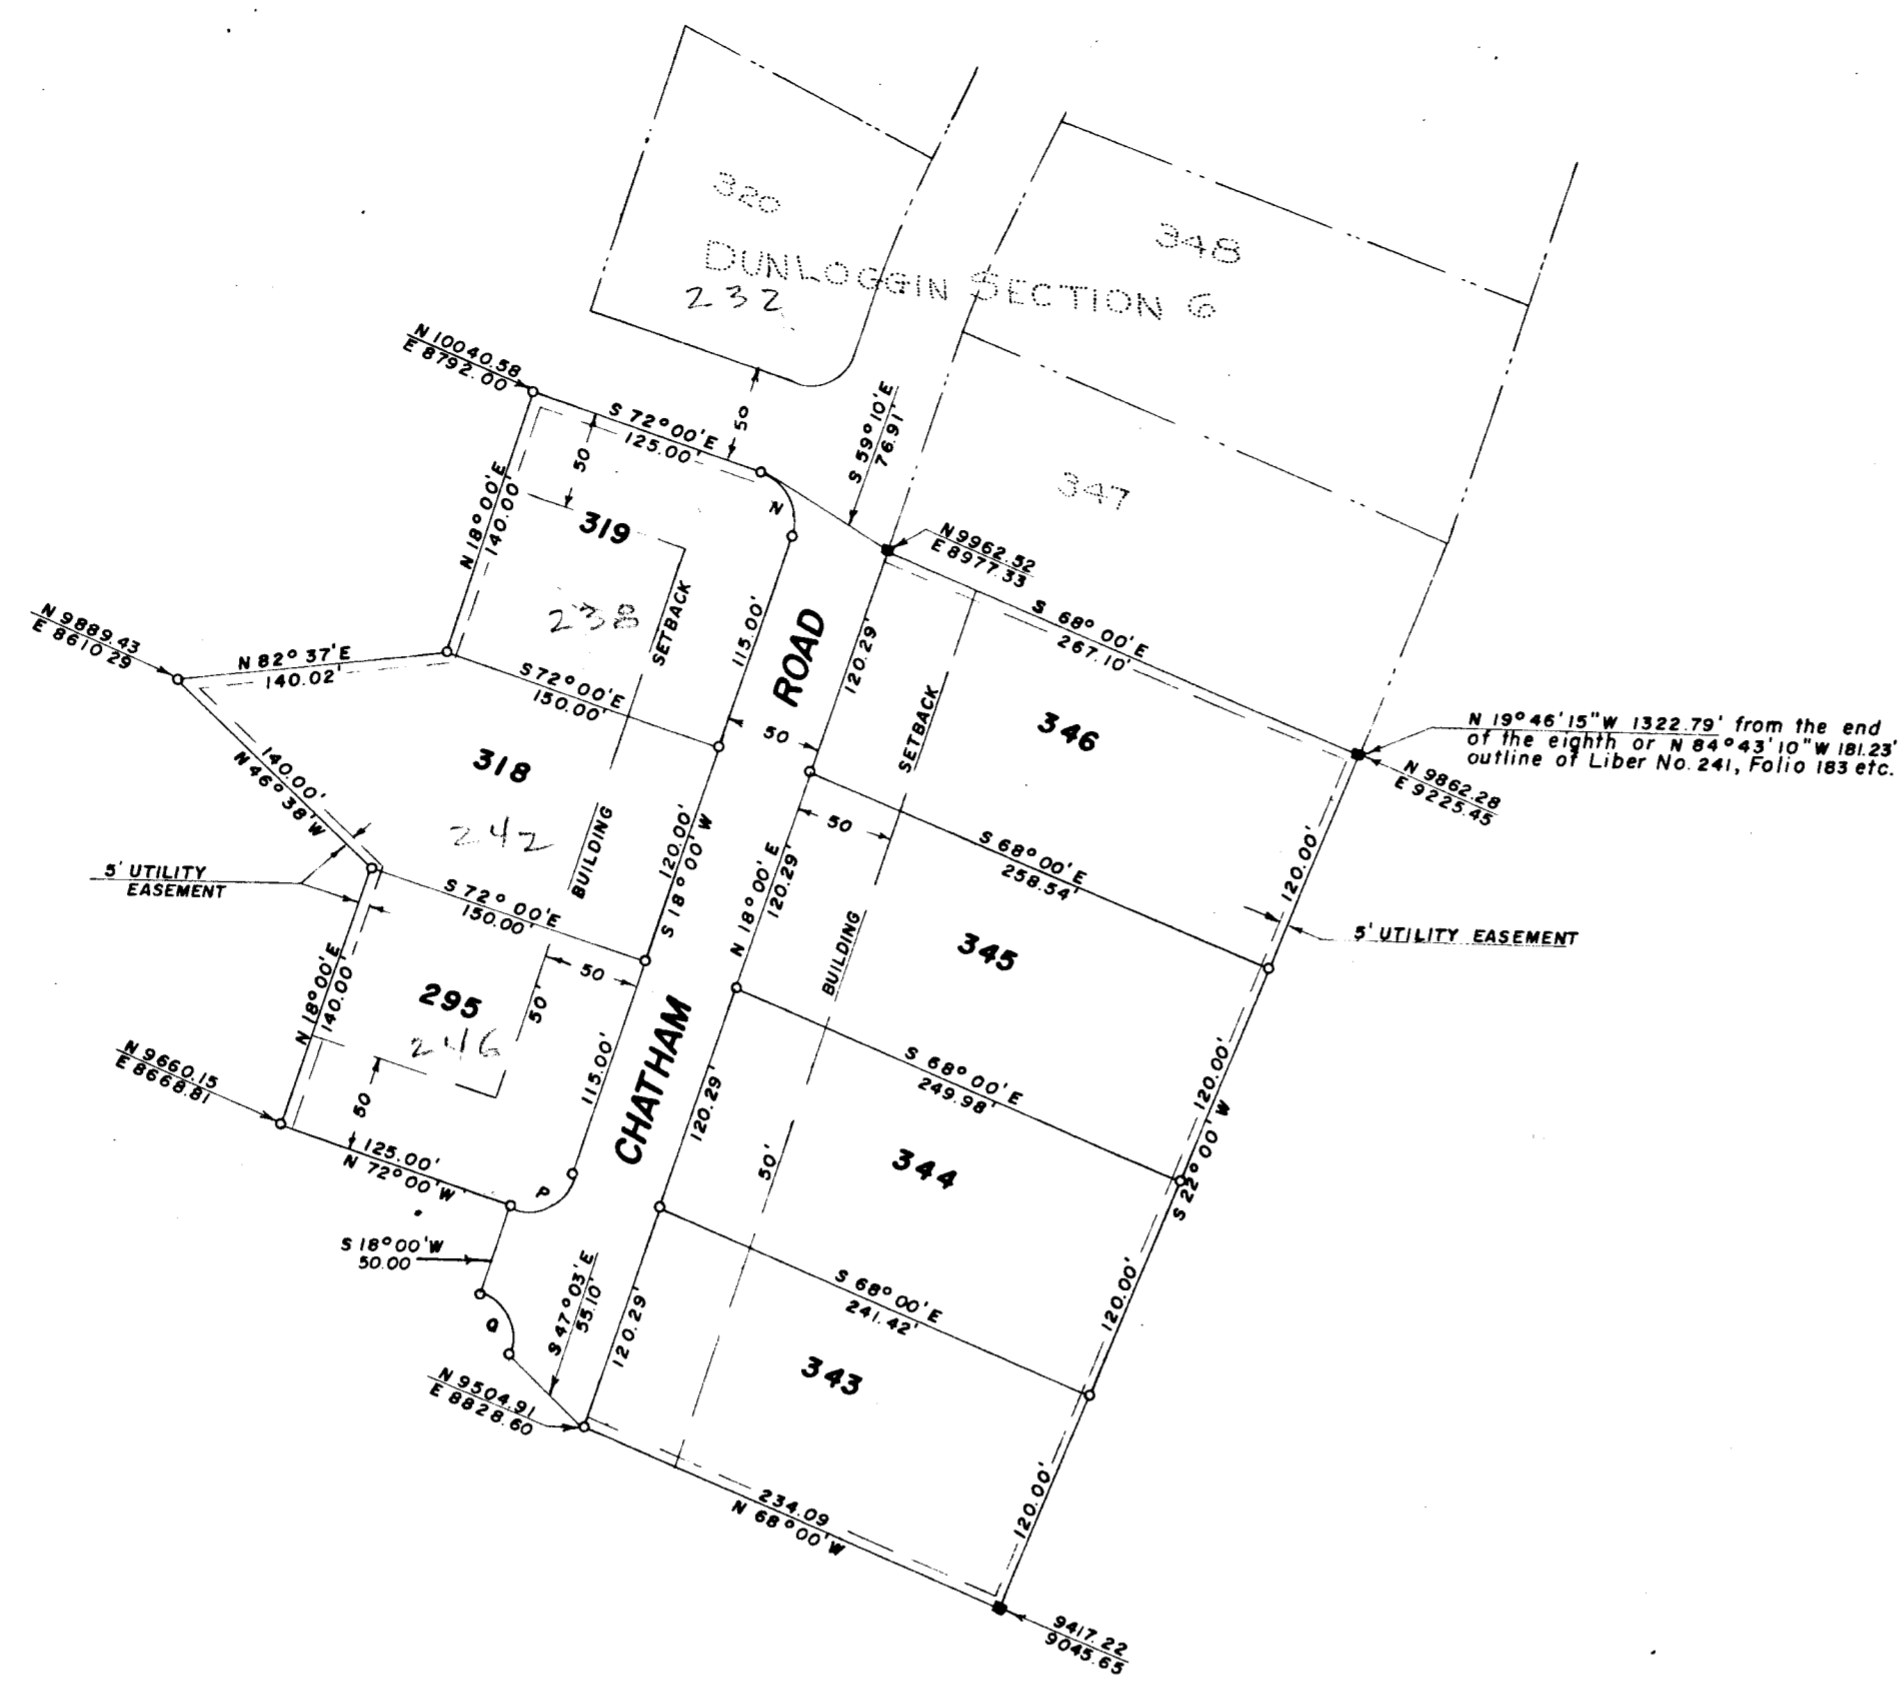 320
DUNLOGGIN SECTION 6
232
348
347
N 10040.58
E 8792.00
S 72°00'E
125.00'
50
S 59°10'E
76.91'
50
N
319
N 18°00'E
140.00'
238
SETBACK
115.00'
ROAD
N 9962.52
E 8977.33
S 68°00'E
267.10'
120.29'
SETBACK
346
N 19°46'15"W 1322.79' from the end
of the eighth or N 84°43'10"W 181.23'
outline of Liber No. 241, Folio 183 etc.
N 9862.28
E 9225.45
N 9889.43
E 8610.29
N 82°37'E
140.02'
S 72°00'E
150.00'
50
318
140.00'
N 46°38'W
242
BUILDING
120.00'
S 18°00'W
50
S 68°00'E
258.54'
120.00'
5' UTILITY
EASEMENT
S 72°00'E
150.00'
N 18°00'E
120.29'
BUILDING
345
5' UTILITY EASEMENT
50
295
246
50'
N 18°00'E
140.00'
115.00'
CHATHAM
N 9660.15
E 8668.81
50
125.00'
N 72°00'W
P
120.29'
S 68°00'E
249.98'
120.00'
S 22°00'W
50'
344
S 18°00'W
50.00
a
S 47°03'E
55.10'
120.29'
S 68°00'E
241.42'
120.00'
343
N 9504.91
E 8828.60
234.09
N 68°00'W
120.00'
9417.22
9045.65